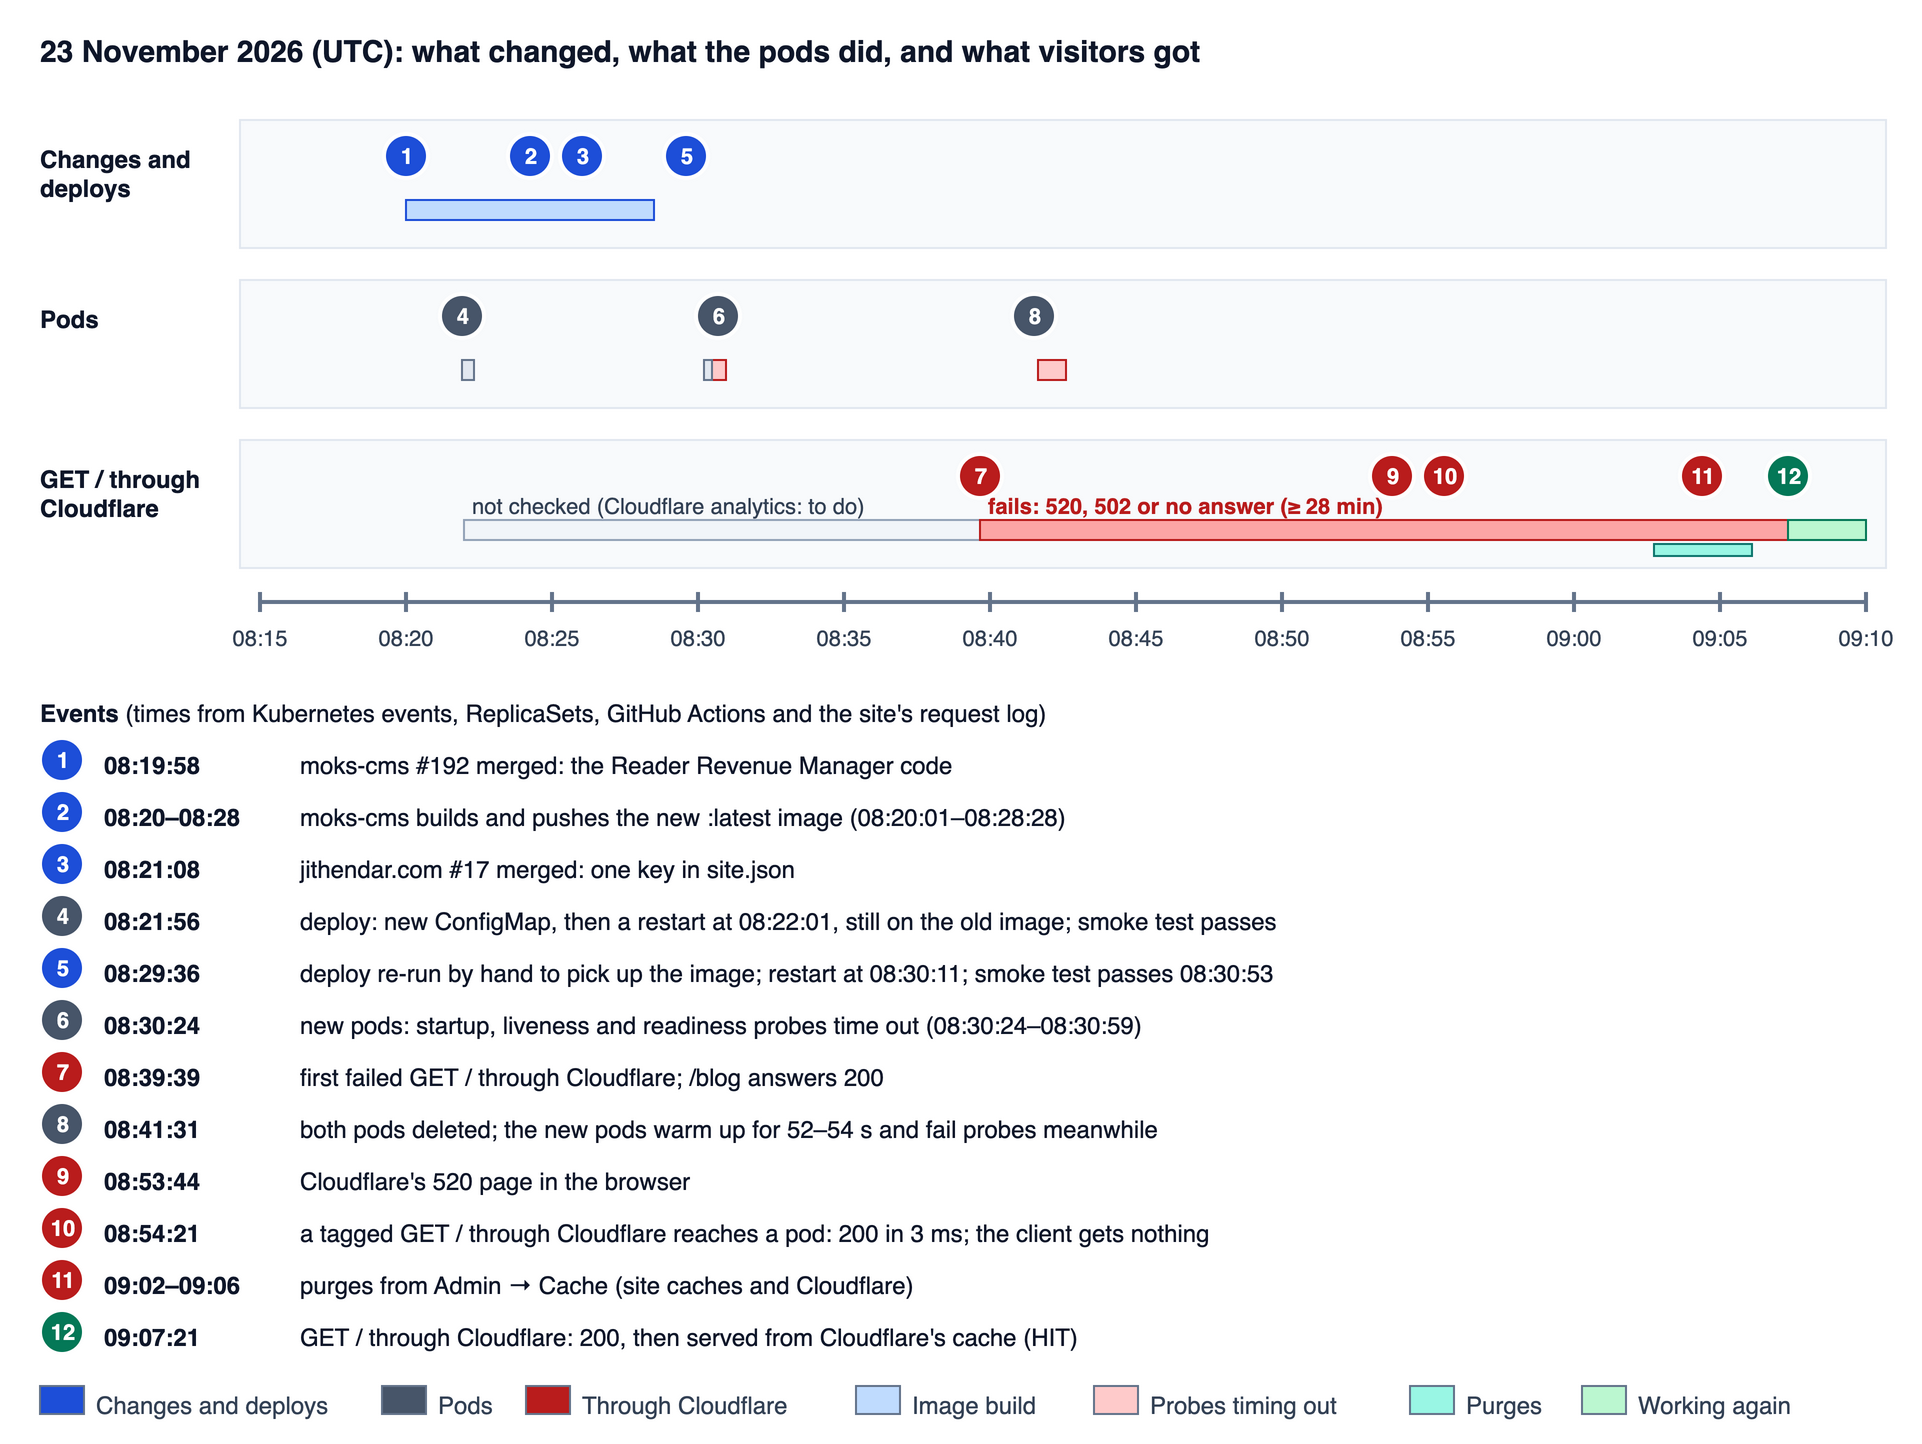 23 November 2026 (UTC): what changed, what the pods did, and what visitors got
Changes and
deploys
1
2
3
5
Pods
4
6
8
GET / through
Cloudflare
7
9
10
11
12
not checked (Cloudflare analytics: to do)
fails: 520, 502 or no answer (≥ 28 min)
08:15
08:20
08:25
08:30
08:35
08:40
08:45
08:50
08:55
09:00
09:05
09:10
Events (times from Kubernetes events, ReplicaSets, GitHub Actions and the site's request log)
1 08:19:58 moks-cms #192 merged: the Reader Revenue Manager code
2 08:20–08:28 moks-cms builds and pushes the new :latest image (08:20:01–08:28:28)
3 08:21:08 jithendar.com #17 merged: one key in site.json
4 08:21:56 deploy: new ConfigMap, then a restart at 08:22:01, still on the old image; smoke test passes
5 08:29:36 deploy re-run by hand to pick up the image; restart at 08:30:11; smoke test passes 08:30:53
6 08:30:24 new pods: startup, liveness and readiness probes time out (08:30:24–08:30:59)
7 08:39:39 first failed GET / through Cloudflare; /blog answers 200
8 08:41:31 both pods deleted; the new pods warm up for 52–54 s and fail probes meanwhile
9 08:53:44 Cloudflare's 520 page in the browser
10 08:54:21 a tagged GET / through Cloudflare reaches a pod: 200 in 3 ms; the client gets nothing
11 09:02–09:06 purges from Admin → Cache (site caches and Cloudflare)
12 09:07:21 GET / through Cloudflare: 200, then served from Cloudflare's cache (HIT)
Changes and deploys
Pods
Through Cloudflare
Image build
Probes timing out
Purges
Working again